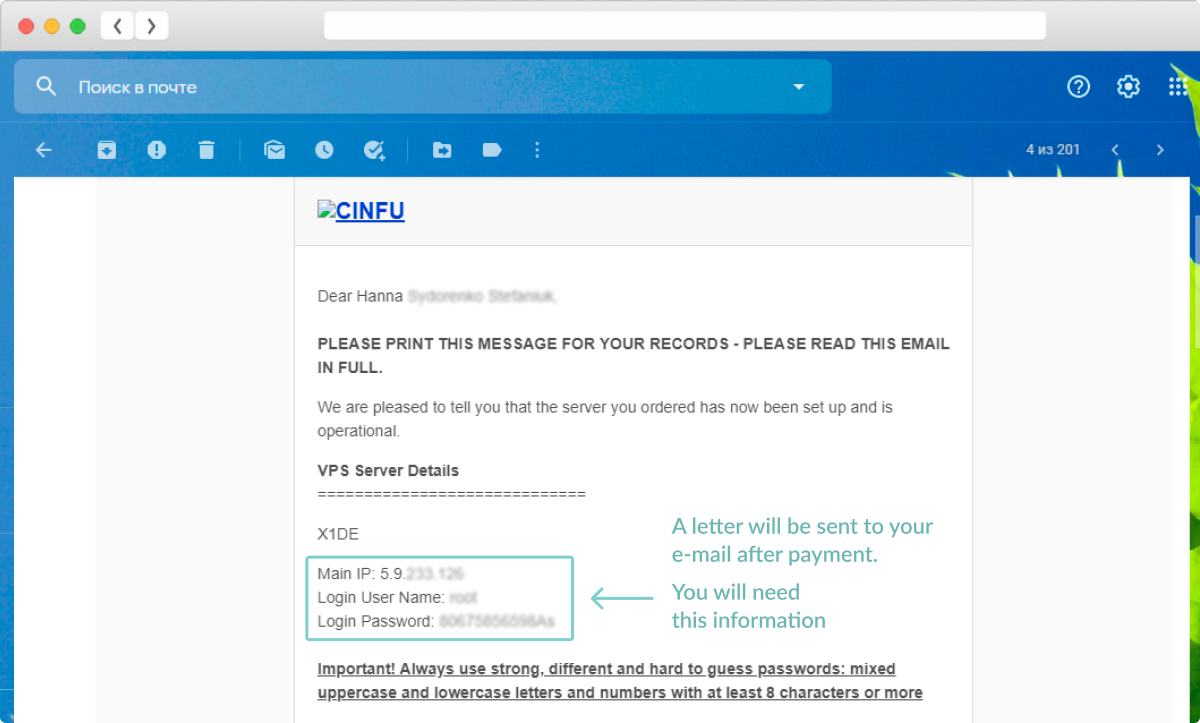 Поиск в почте
4 из 201
CINFU
Dear Hanna
PLEASE PRINT THIS MESSAGE FOR YOUR RECORDS - PLEASE READ THIS EMAIL
IN FULL.
We are pleased to tell you that the server you ordered has now been set up and is
operational.
VPS Server Details
=============================
X1DE
Main IP: 5.9.
Login User Name:
Login Password:
A letter will be sent to your
e-mail after payment.
You will need
this information
Important! Always use strong, different and hard to guess passwords: mixed
uppercase and lowercase letters and numbers with at least 8 characters or more